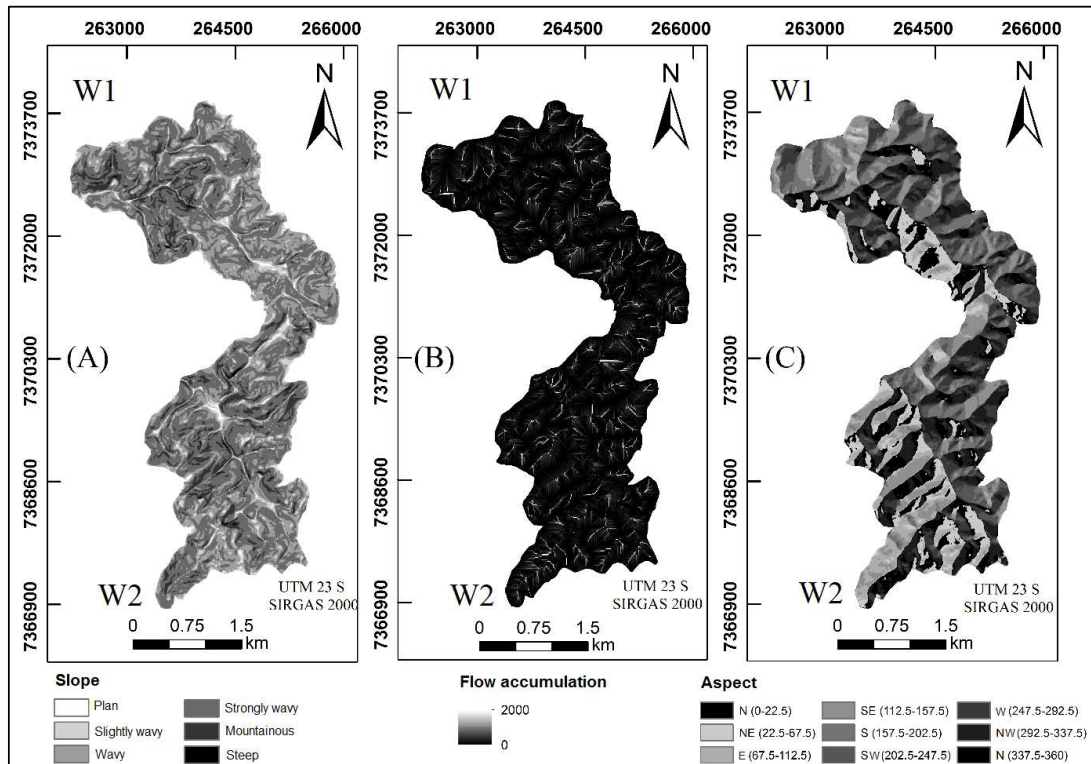 263000 264500 266000 263000 264500 266000 263000 264500 266000
W1 N W1 N W1 N
7373700 7373700 7373700
7372000 7372000 7372000
(A) (B) (C)
7370300 7370300 7370300
7368600 7368600 7368600
7366900 7366900 7366900
W2 W2 W2
UTM 23 S UTM 23 S UTM 23 S
SIRGAS 2000 SIRGAS 2000 SIRGAS 2000
0 0.75 1.5 0 0.75 1.5 0 0.75 1.5
km km km
Slope
Plan
Slightly wavy
Wavy
Strongly wavy
Mountainous
Steep
Flow accumulation
2000
0
Aspect
N (0-22.5)
NE (22.5-67.5)
E (67.5-112.5)
SE (112.5-157.5)
S (157.5-202.5)
SW (202.5-247.5)
W (247.5-292.5)
NW (292.5-337.5)
N (337.5-360)